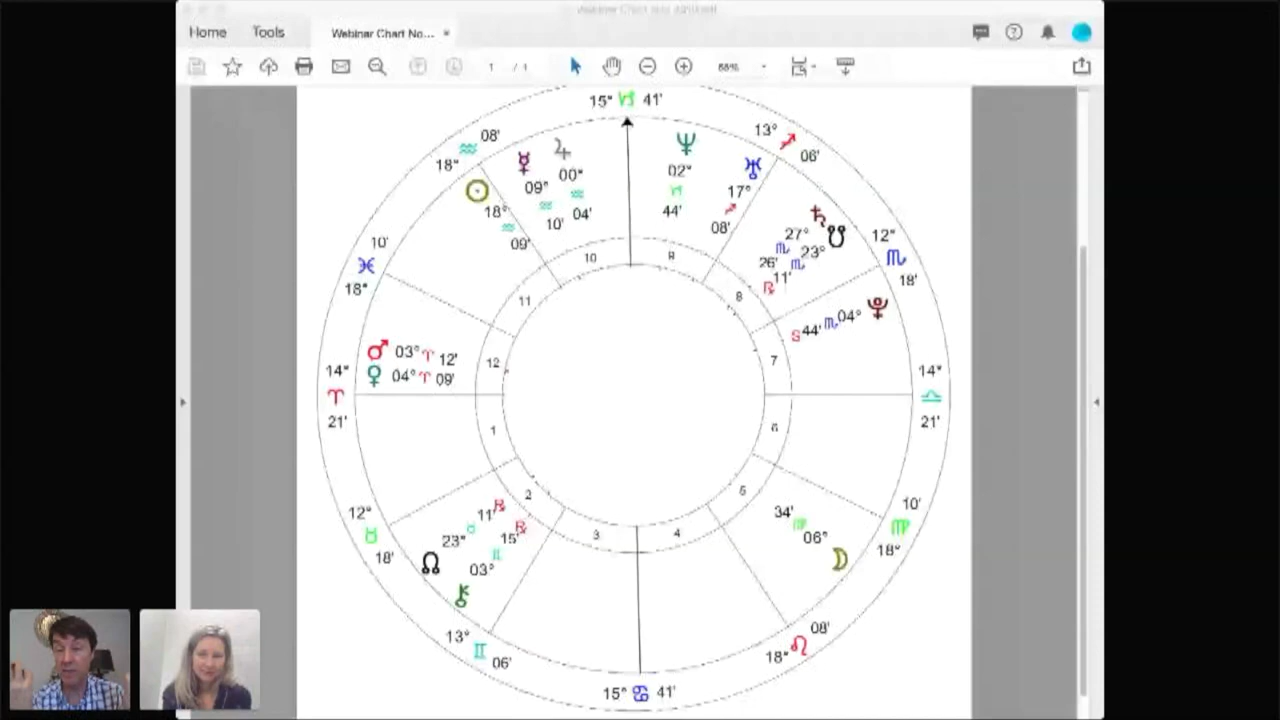 Home Tools Webinar Chart No... ×
1 / 1 68%
15° ♑ 41'
08' ♒ 18°
13° ♐ 06'
☿ ♃ ♆ ♅
00° 02°
09° ♒ ♒ 04' 10'
♑ 44'
17° ♐ 08'
☉ 18° ♒ 09'
♄ 27° ♏ 26' ℞
☋ 23° ♏ 11'
10' ♓ 18°
12° ♏ 18'
10 9
11 8
S 44' ♏ 04° ♇
♂ 03° ♈ 12'
♀ 04° ♈ 09'
12 7
14° ♈ 21'
14° ♎ 21'
1 6
2 5
3 4
12° ♉ 18'
☊ 23° ♉ 11' ℞
⚷ 03° ♊ 15' ℞
34' ♍ 06° ☽
10' ♍ 18°
13° ♊ 06'
08' ♌ 18°
15° ♋ 41'